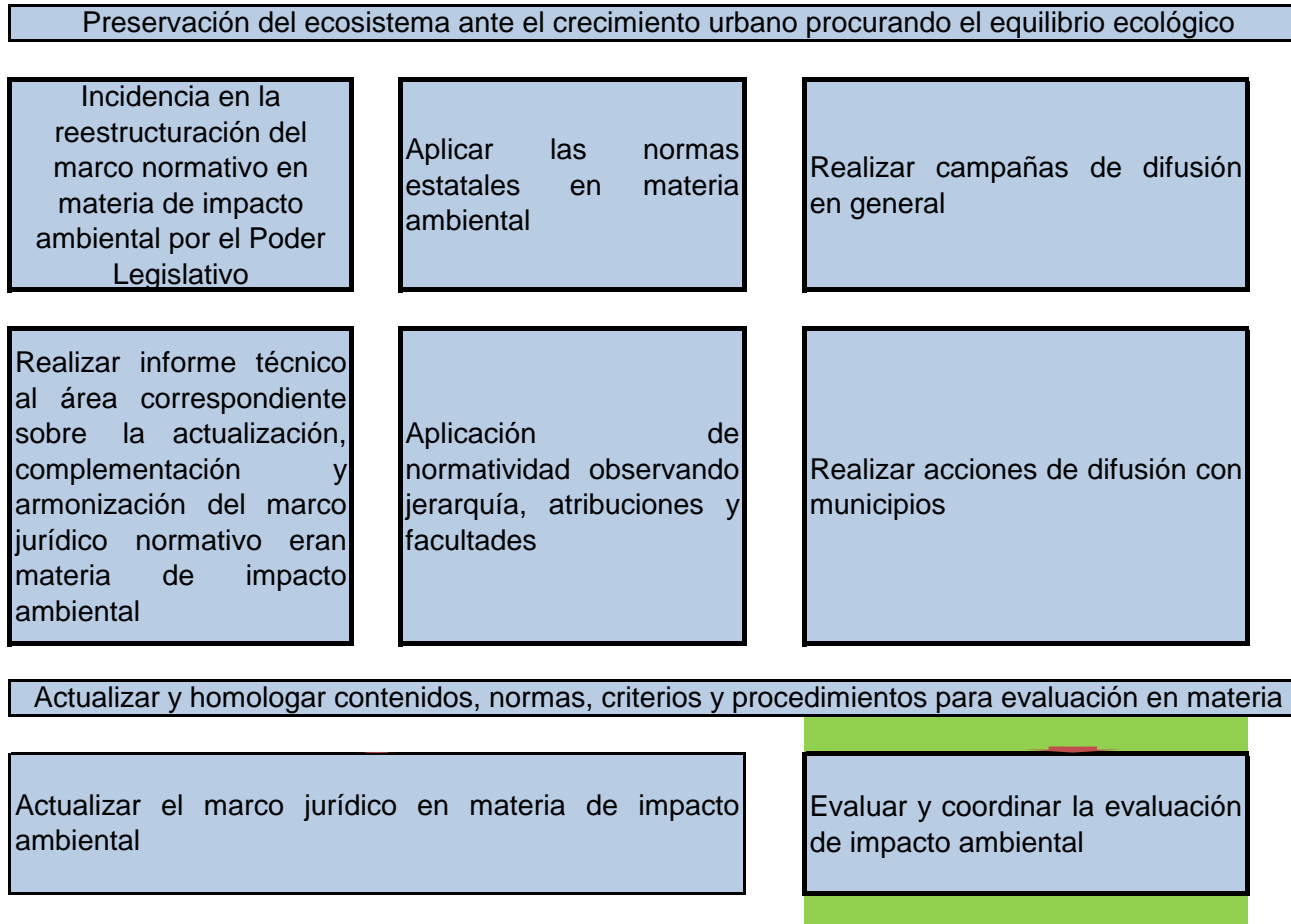 Preservación del ecosistema ante el crecimiento urbano procurando el equilibrio ecológico
Incidencia en la
reestructuración del
marco normativo en
materia de impacto
ambiental por el Poder
Legislativo
Aplicar las normas
estatales en materia
ambiental
Realizar campañas de difusión
en general
Realizar informe técnico
al área correspondiente
sobre la actualización,
complementación y
armonización del marco
jurídico normativo eran
materia de impacto
ambiental
Aplicación de
normatividad observando
jerarquía, atribuciones y
facultades
Realizar acciones de difusión con
municipios
Actualizar y homologar contenidos, normas, criterios y procedimientos para evaluación en materia
Actualizar el marco jurídico en materia de impacto
ambiental
Evaluar y coordinar la evaluación
de impacto ambiental